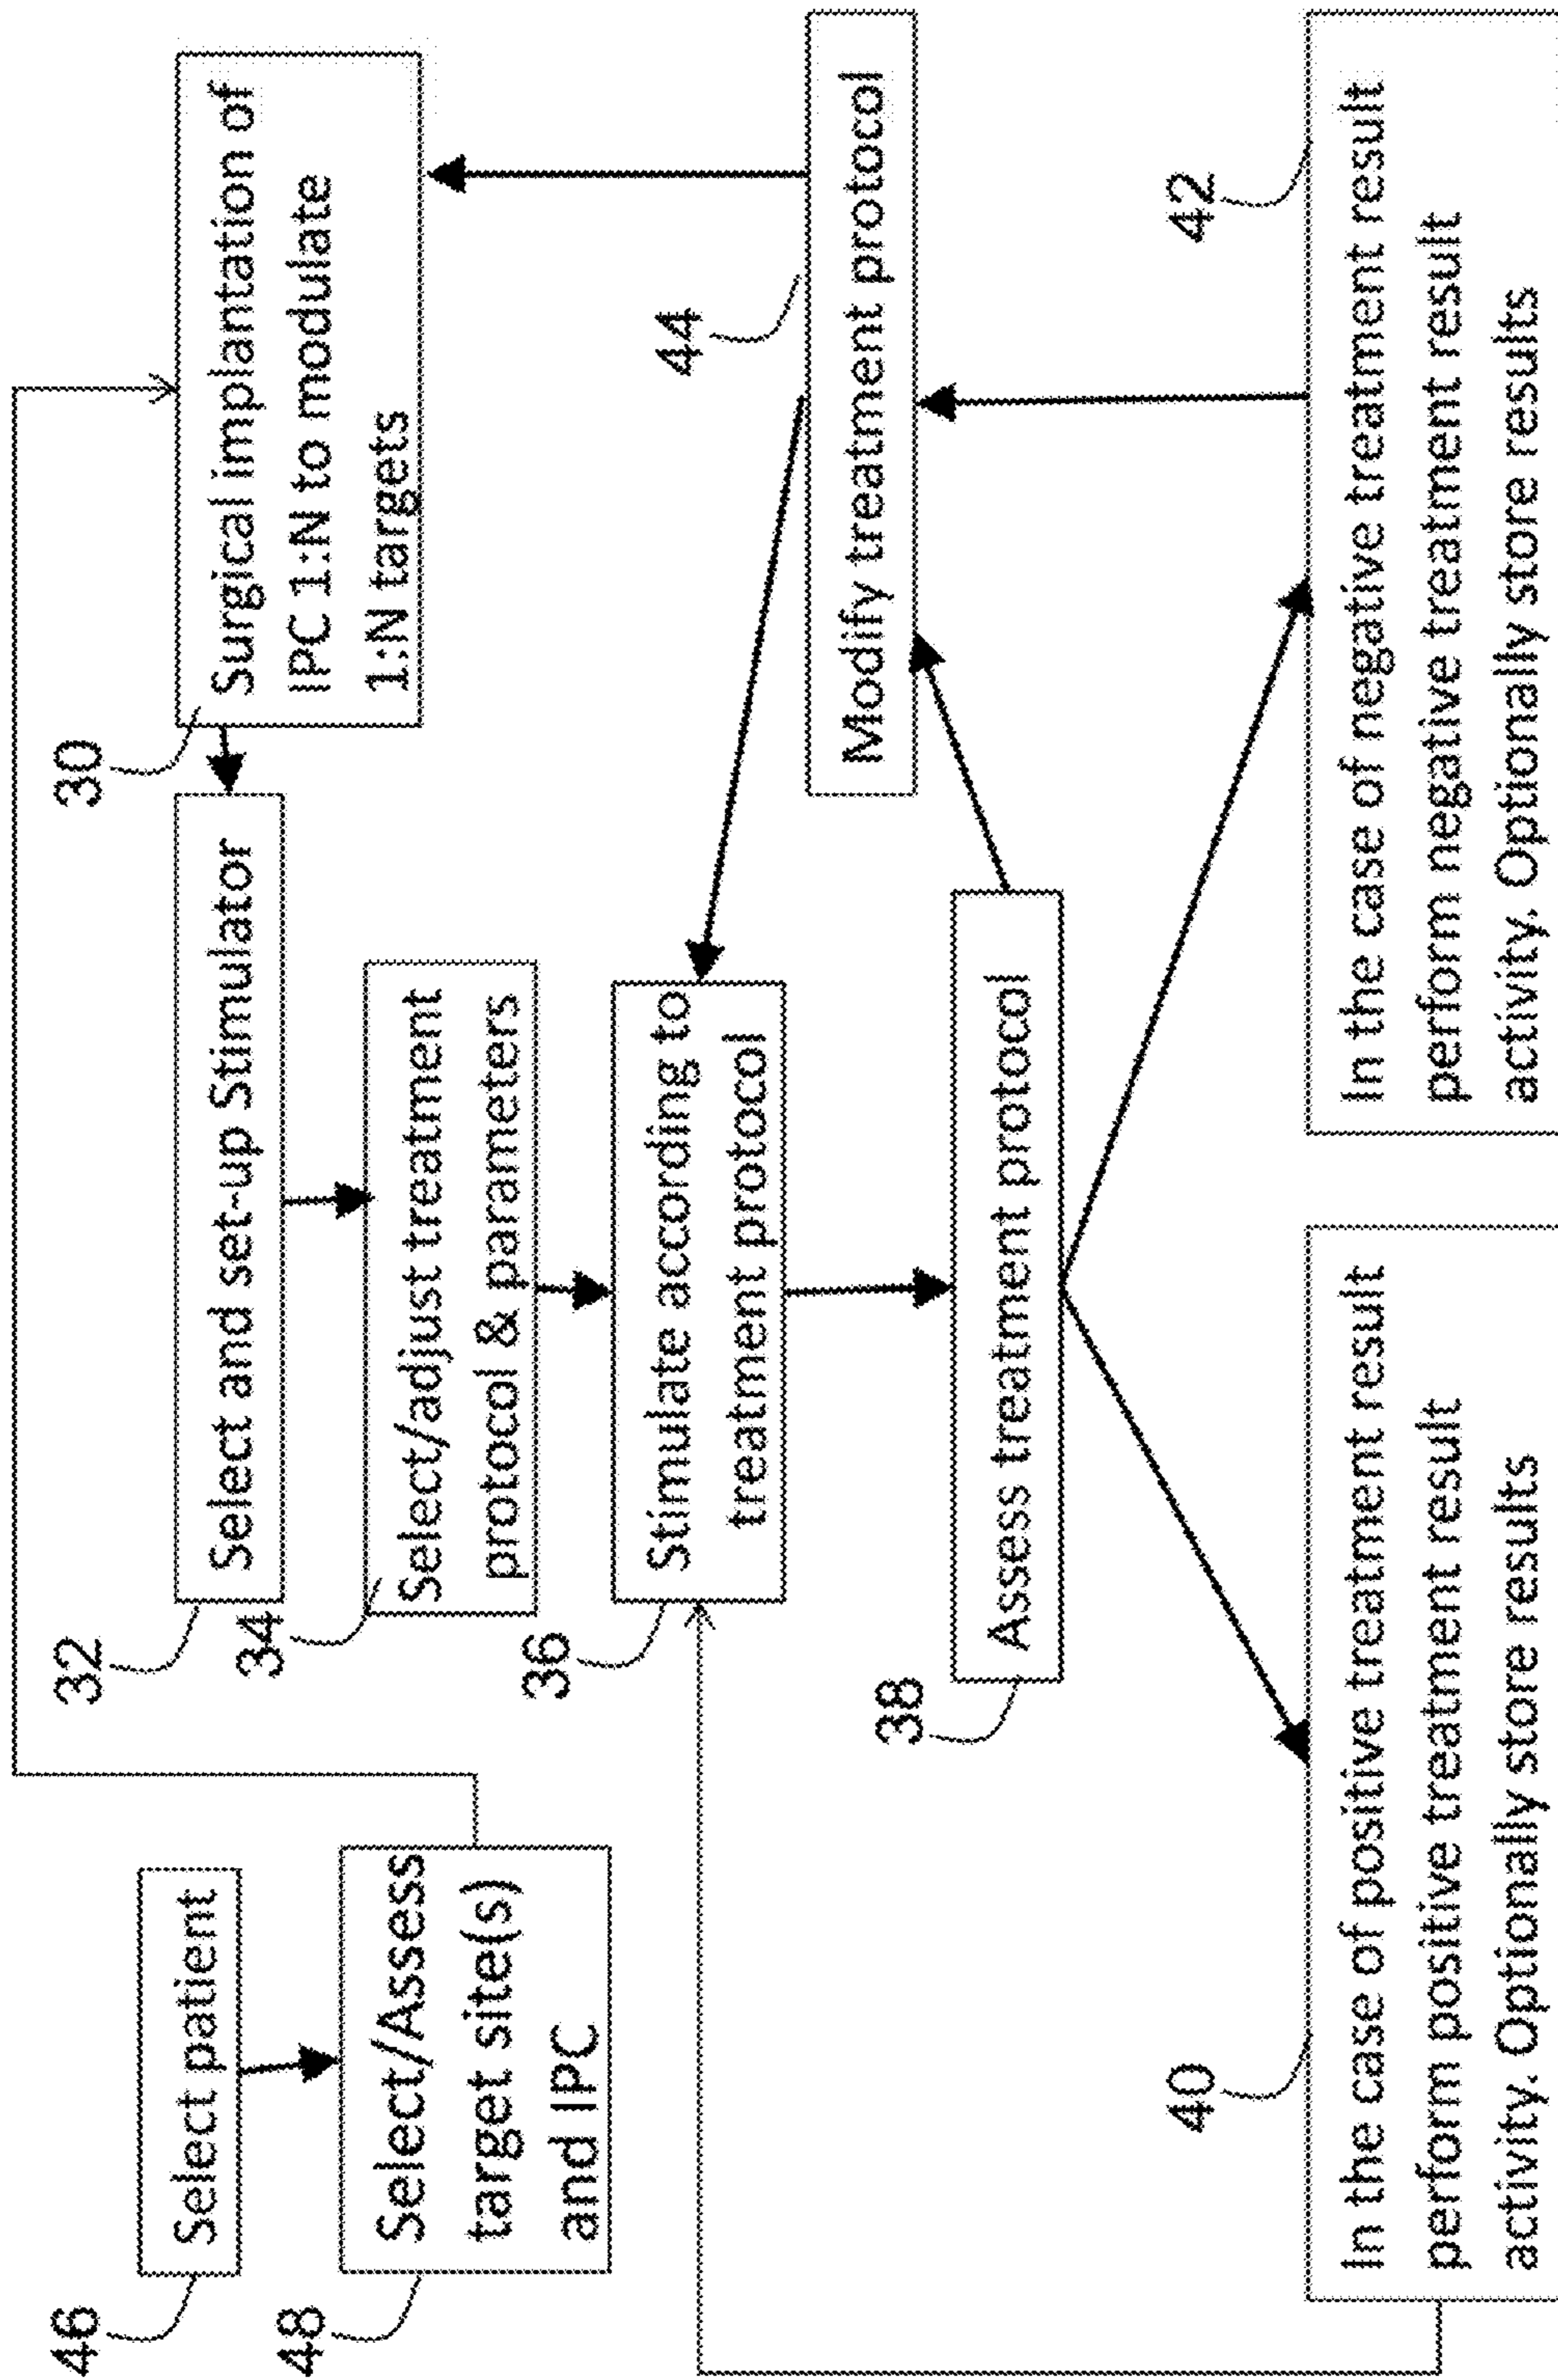 46
Select patient
48
Select/Assess
target site(s)
and IPC
32
Select and set-up Stimulator
30
Surgical implantation of
IPC 1:N to modulate
1:N targets
34
Select/adjust treatment
protocol & parameters
36
Stimulate according to
treatment protocol
44
Modify treatment protocol
38
Assess treatment protocol
40
In the case of positive treatment result
perform positive treatment result
activity. Optionally store results
42
In the case of negative treatment result
perform negative treatment result
activity. Optionally store results